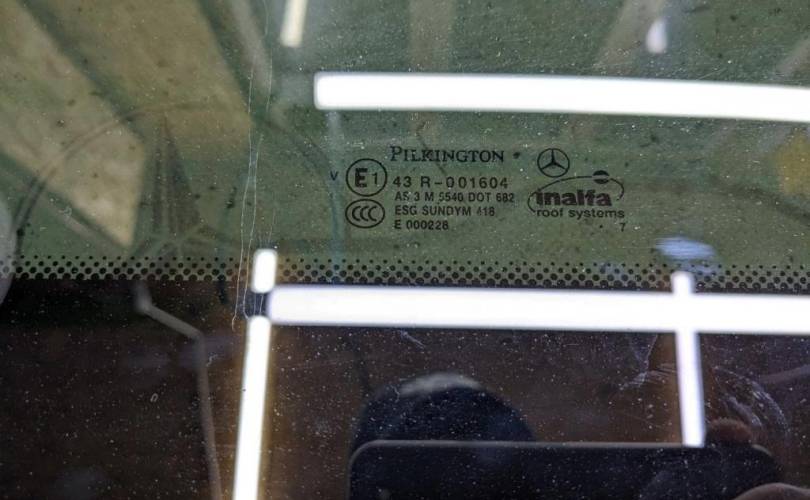 PILKINGTON
E1
43 R-001604
AS 3 M 5540 DOT 682
CCC
ESG SUNDYM 418
E 000228
inalfa
roof systems
7